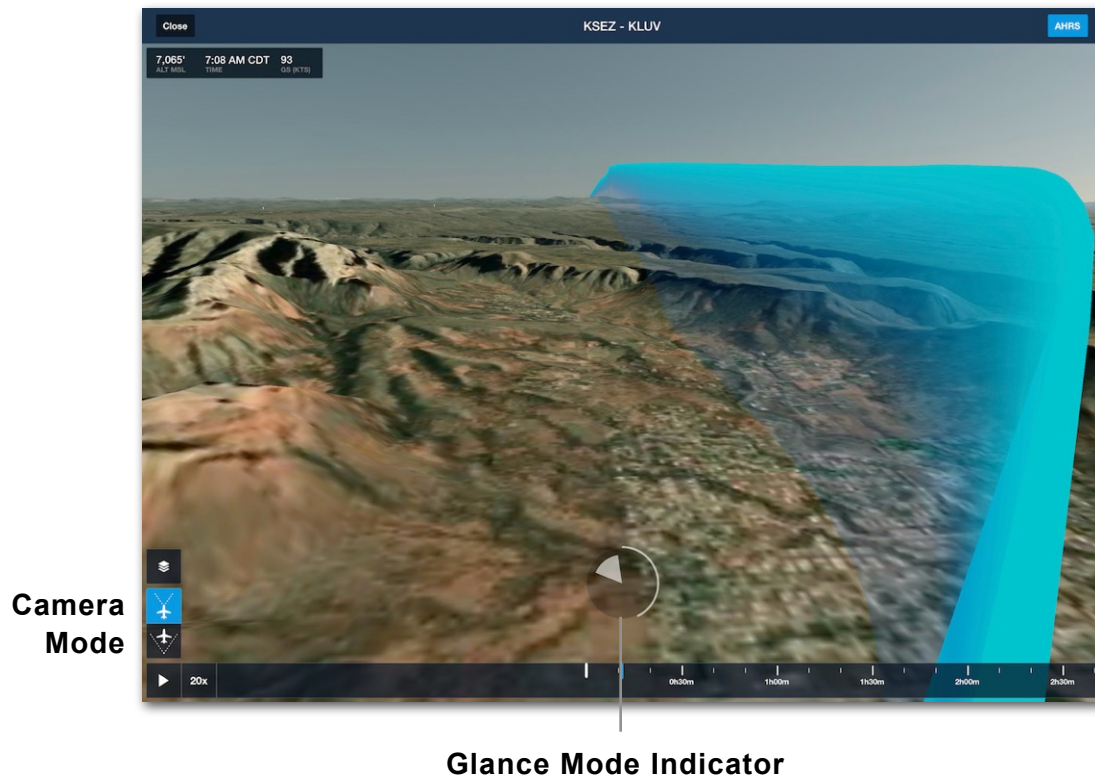 Close
KSEZ - KLUV
AHRS
7,065' 7:08 AM CDT 93
ALT MSL TIME GS (KTS)
Camera
Mode
20x
0h30m 1h00m 1h30m 2h00m 2h30m
Glance Mode Indicator